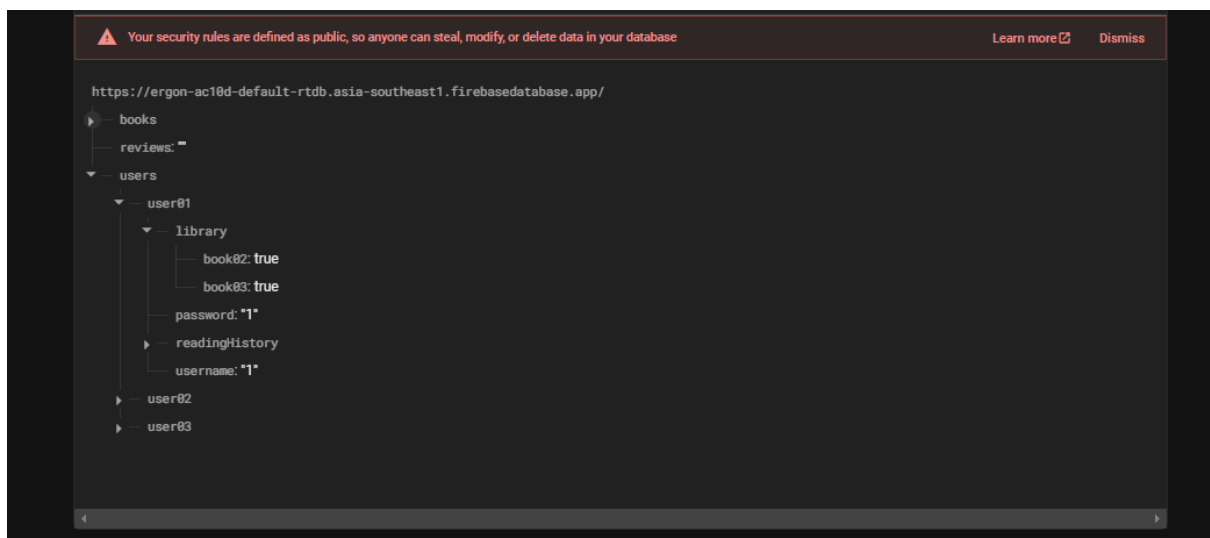 Your security rules are defined as public, so anyone can steal, modify, or delete data in your database Learn more Dismiss
https://ergon-ac10d-default-rtdb.asia-southeast1.firebasedatabase.app/
books
reviews: ""
users
user01
library
book02: true
book03: true
password: "1"
readingHistory
username: "1"
user02
user03